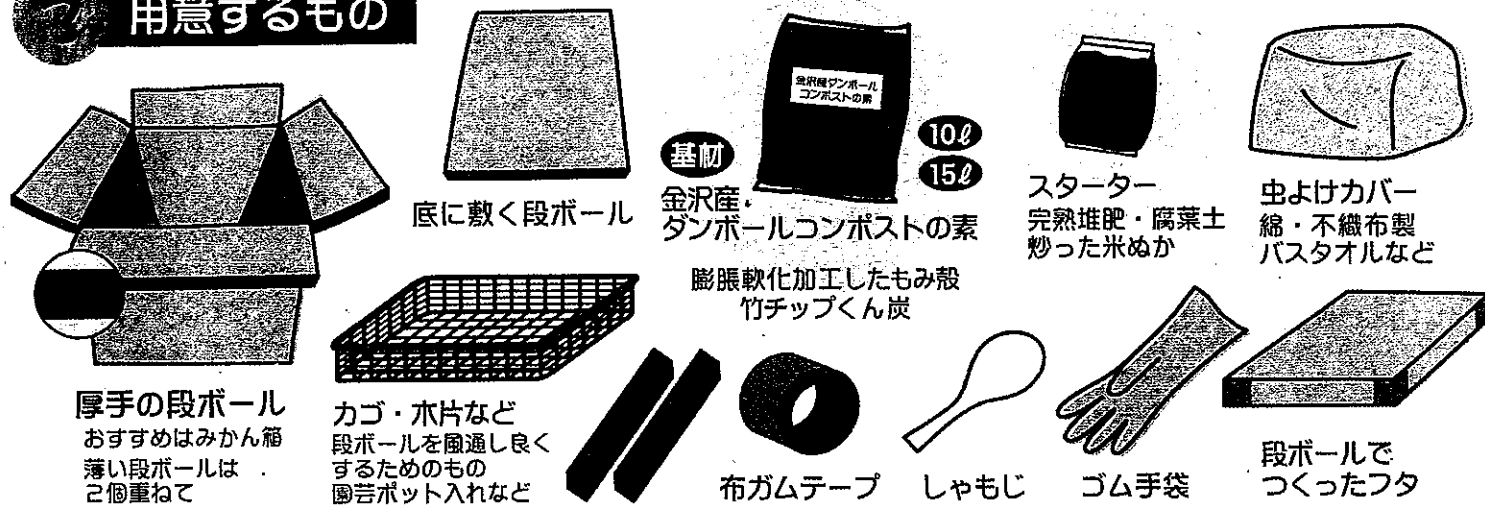 用意するもの
底に敷く段ボール
金沢産ダンボール
コンポストの素
基材
10ℓ
15ℓ
金沢産
ダンボールコンポストの素
膨脹軟化加工したもみ殻
竹チップくん炭
スターター
完熟堆肥・腐葉土
炒った米ぬか
虫よけカバー
綿・不織布製
バスタオルなど
厚手の段ボール
おすすめはみかん箱
薄い段ボールは
2個重ねて
カゴ・木片など
段ボールを風通し良く
するためのもの
園芸ポット入れなど
布ガムテープ
しゃもじ
ゴム手袋
段ボールで
つくったフタ